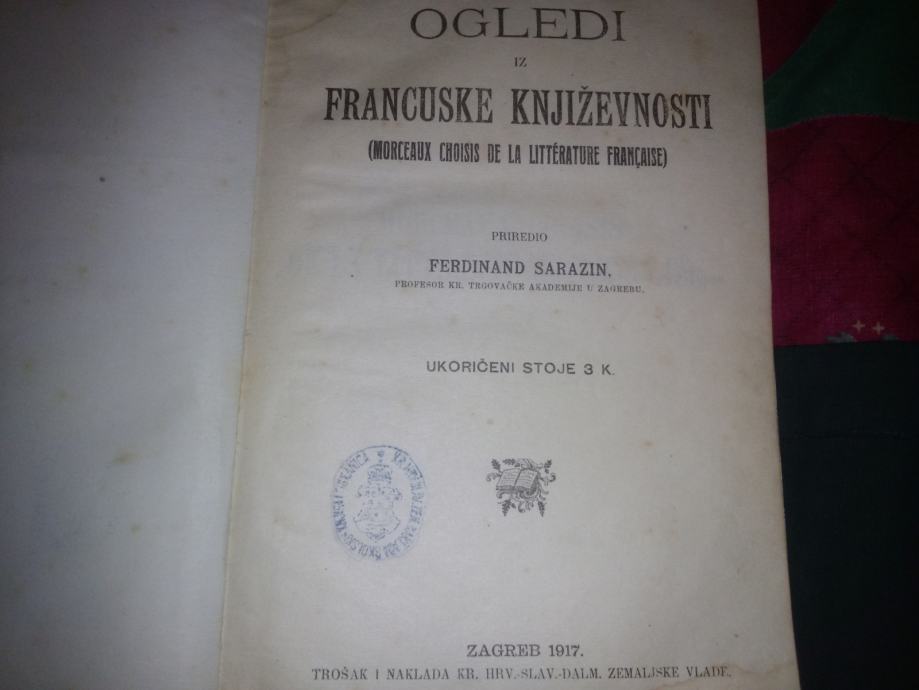 OGLEDI
IZ
FRANCUSKE KNJIŽEVNOSTI
(MORCEAUX CHOISIS DE LA LITTÉRATURE FRANÇAISE)
PRIREDIO
FERDINAND SARAZIN,
PROFESOR KR. TRGOVAČKE AKADEMIJE U ZAGREBU.
UKORIČENI STOJE 3 K.
ZAGREB 1917.
TROŠAK I NAKLADA KR. HRV.-SLAV.-DALM. ZEMALJSKE VLADE.